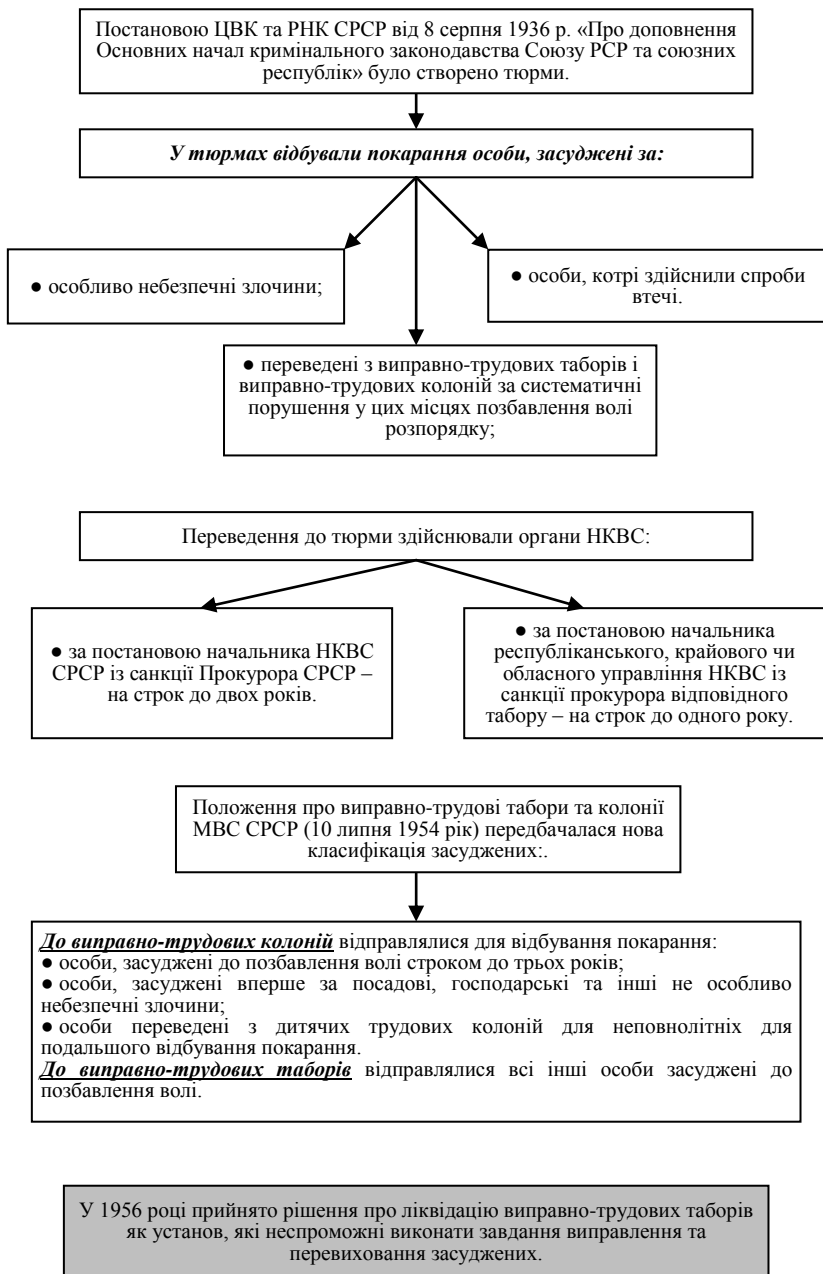 Постановою ЦВК та РНК СРСР від 8 серпня 1936 р. «Про доповнення
Основних начал кримінального законодавства Союзу РСР та союзних
республік» було створено тюрми.
У тюрмах відбували покарання особи, засуджені за:
● особливо небезпечні злочини;
● особи, котрі здійснили спроби
втечі.
● переведені з виправно-трудових таборів і
виправно-трудових колоній за систематичні
порушення у цих місцях позбавлення волі
розпорядку;
Переведення до тюрми здійснювали органи НКВС:
● за постановою начальника НКВС
СРСР із санкції Прокурора СРСР –
на строк до двох років.
● за постановою начальника
республіканського, крайового чи
обласного управління НКВС із
санкції прокурора відповідного
табору – на строк до одного року.
Положення про виправно-трудові табори та колонії
МВС СРСР (10 липня 1954 рік) передбачалася нова
класифікація засуджених:.
До виправно-трудових колоній відправлялися для відбування покарання:
● особи, засуджені до позбавлення волі строком до трьох років;
● особи, засуджені вперше за посадові, господарські та інші не особливо
небезпечні злочини;
● особи переведені з дитячих трудових колоній для неповнолітніх для
подальшого відбування покарання.
До виправно-трудових таборів відправлялися всі інші особи засуджені до
позбавлення волі.
У 1956 році прийнято рішення про ліквідацію виправно-трудових таборів
як установ, які неспроможні виконати завдання виправлення та
перевиховання засуджених.